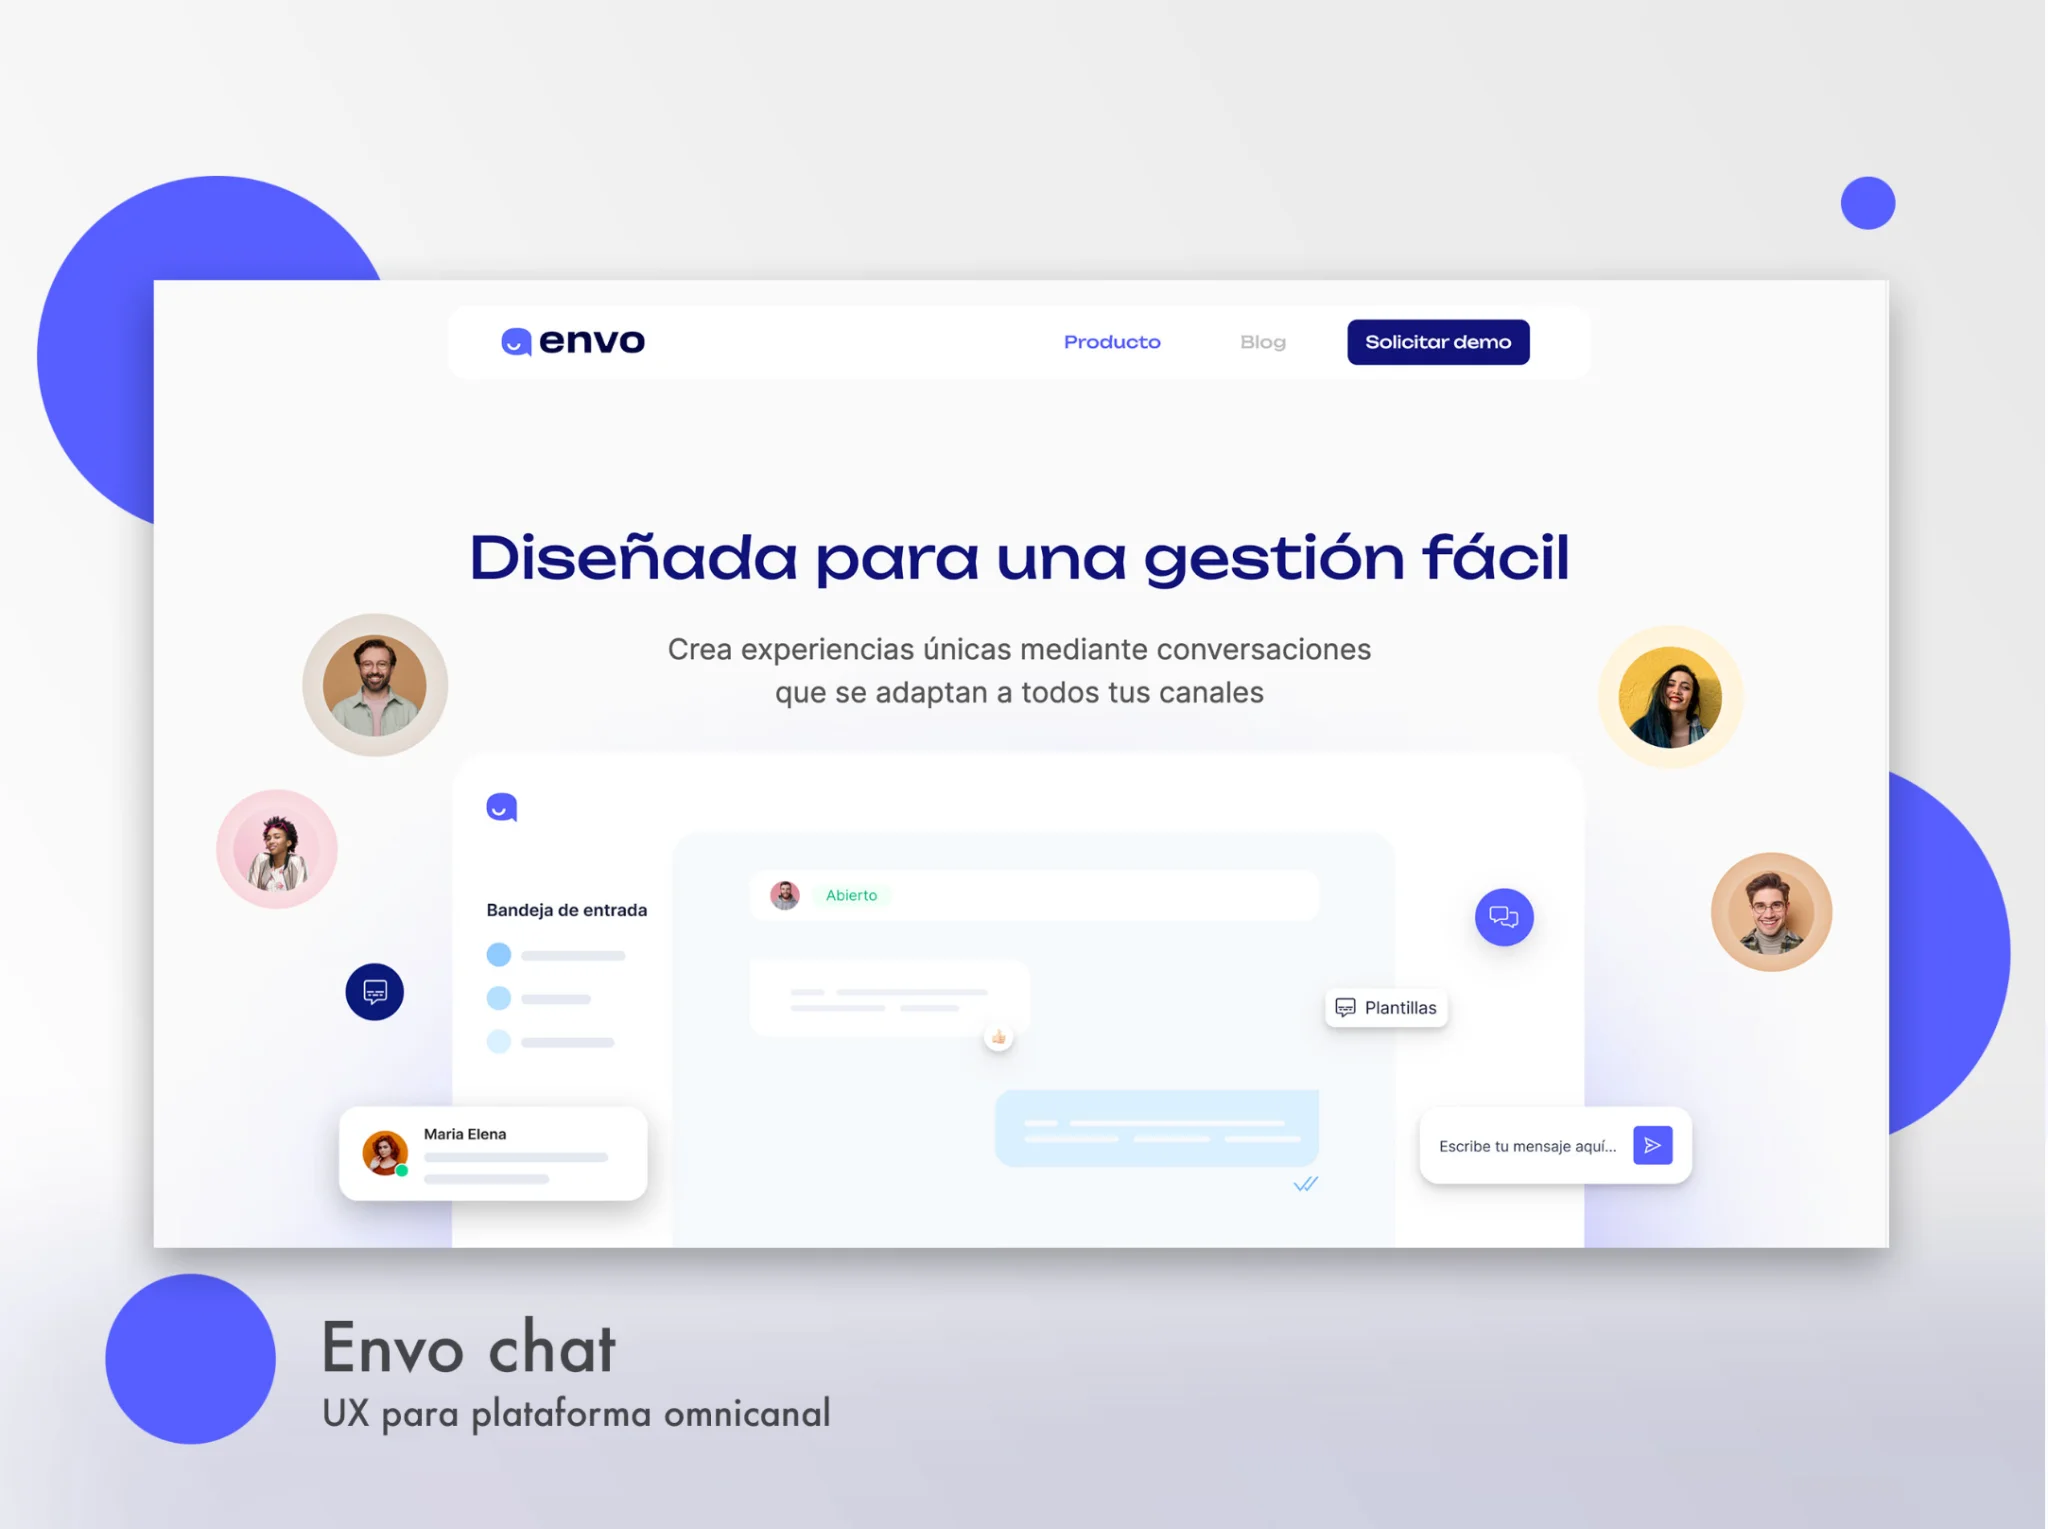 envo
Producto
Blog
Solicitar demo
Diseñada para una gestión fácil
Crea experiencias únicas mediante conversaciones
que se adaptan a todos tus canales
Bandeja de entrada
Abierto
Plantillas
Maria Elena
Escribe tu mensaje aquí...
Envo chat
UX para plataforma omnicanal